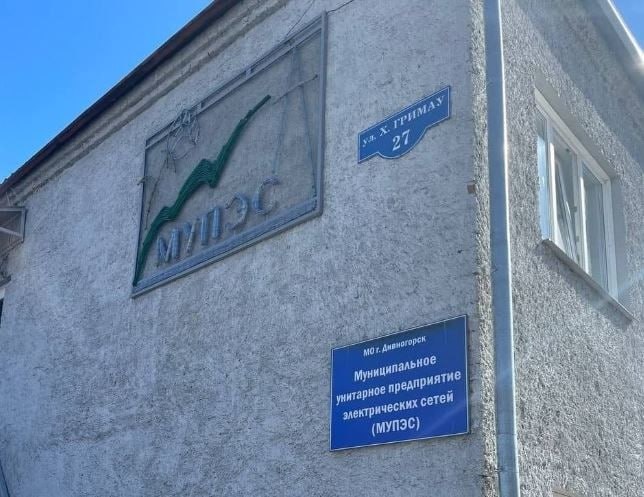 МУПЭС
ул. Х. ГРИМАУ
27
МО г. Дивногорск
Муниципальное
унитарное предприятие
электрических сетей
(МУПЭС)